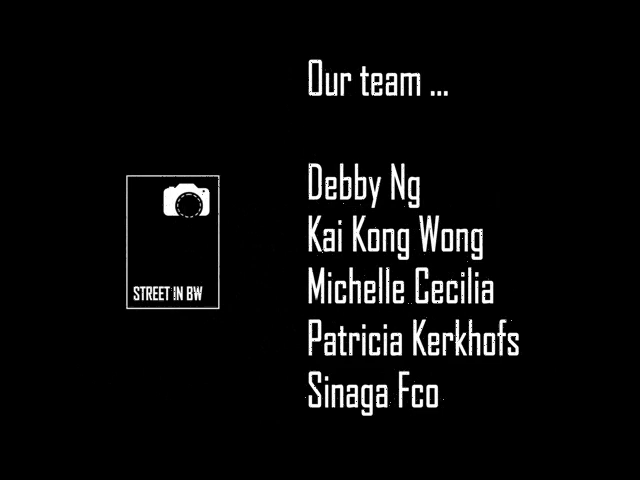 Our team ...
Debby Ng
Kai Kong Wong
Michelle Cecilia
Patricia Kerkhofs
Sinaga Fco
STREET IN BW